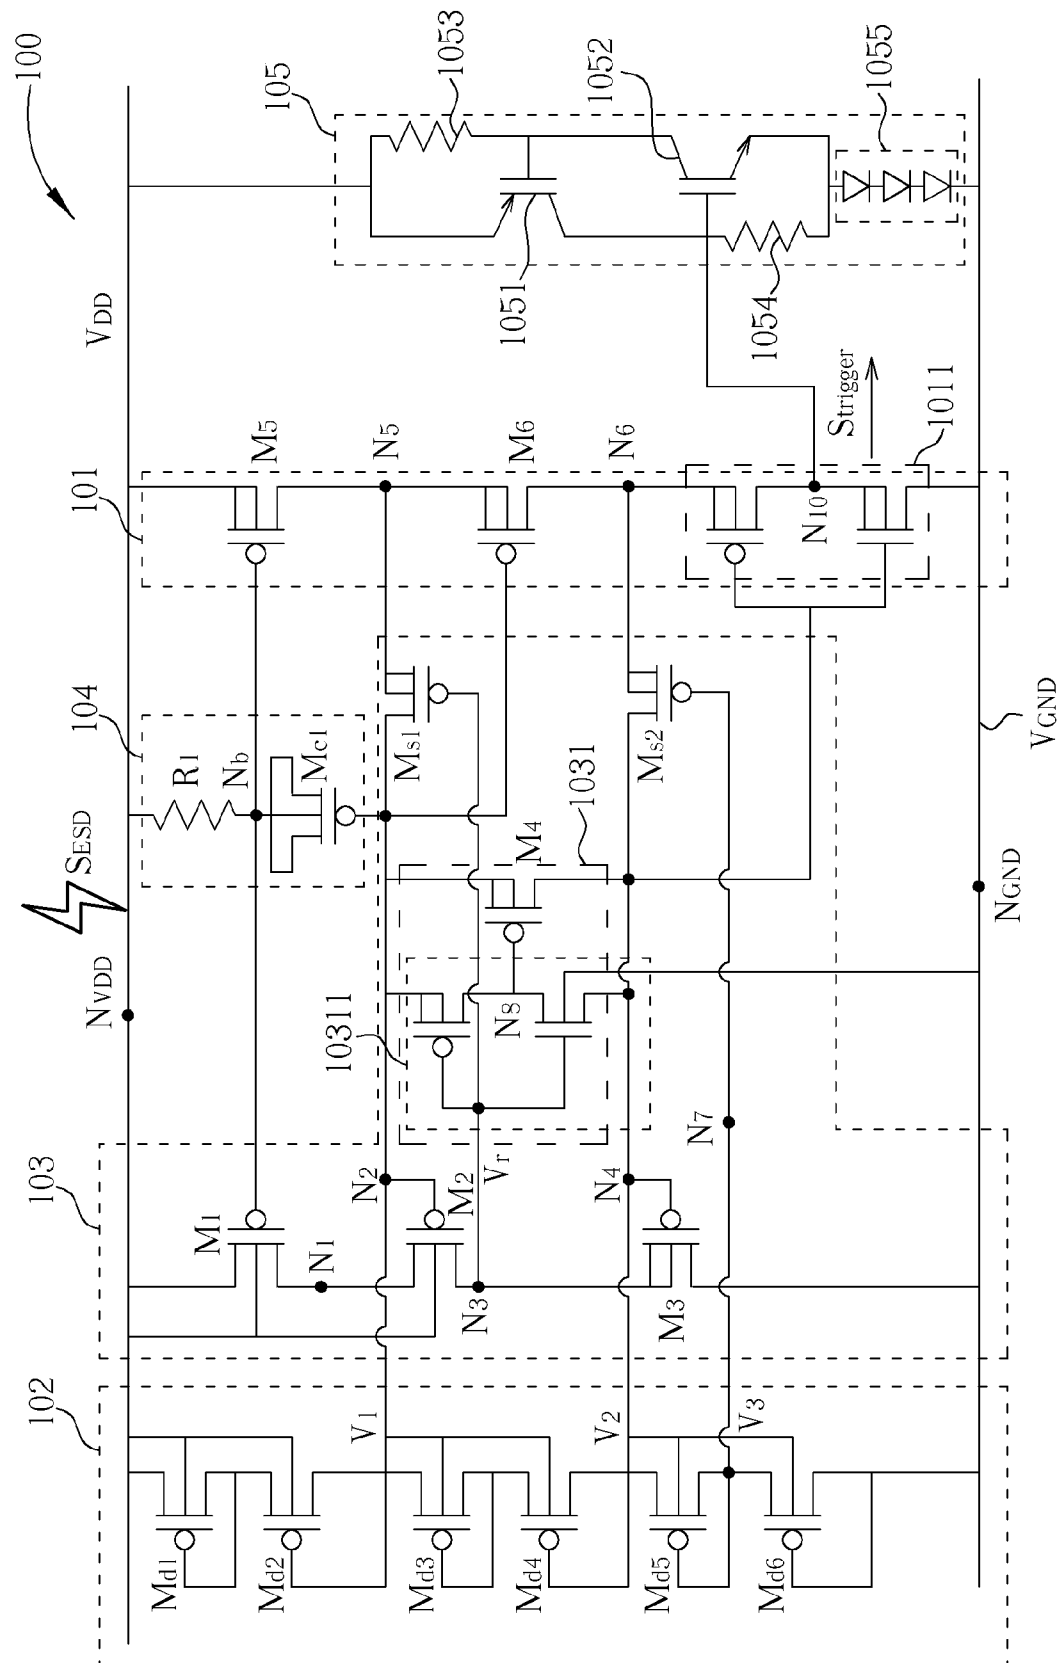 100
105
1053
1052
1055
1051
1054
VDD
101
M5
N5
M6
N6
N10
Strigger
1011
104
R1
Nb
Mc1
Ms1
Ms2
VGND
SESD
1031
M4
NVDD
10311
N8
NGND
103
M1
N1
N2
M2
Vr
N3
N4
M3
N7
102
V1
V2
V3
Md1
Md2
Md3
Md4
Md5
Md6